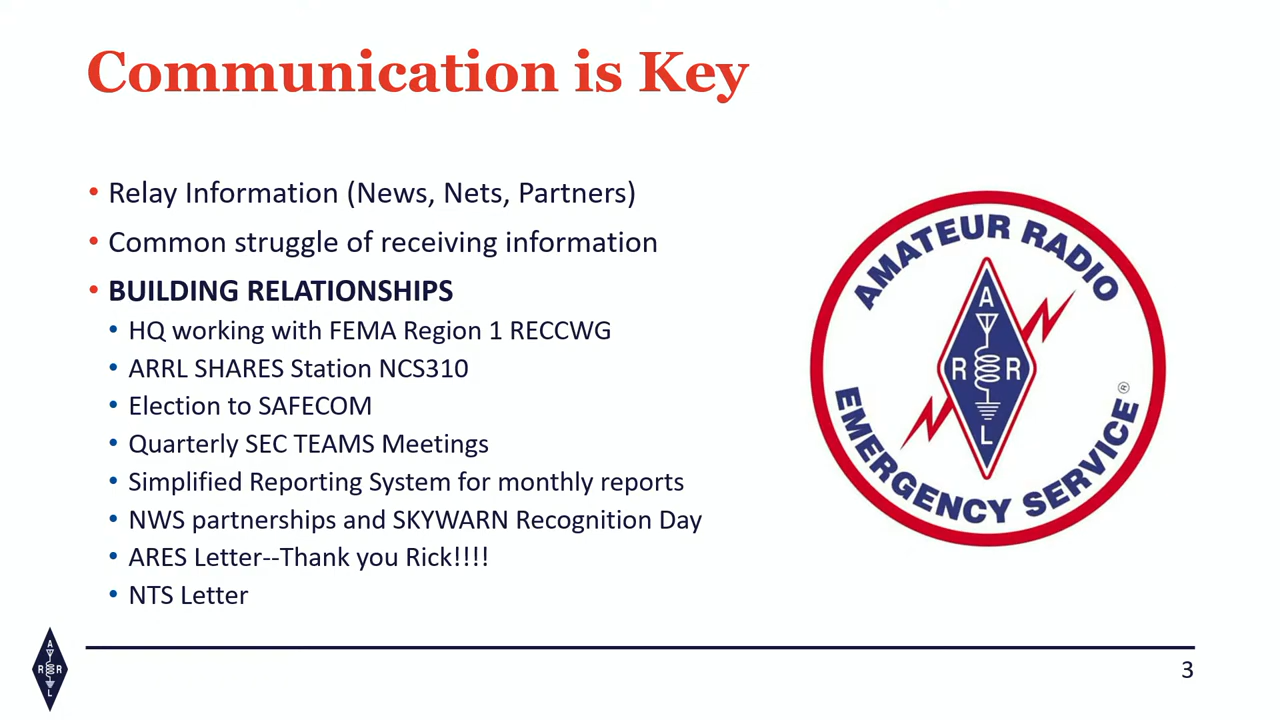 Communication is Key
• Relay Information (News, Nets, Partners)
• Common struggle of receiving information
• BUILDING RELATIONSHIPS
• HQ working with FEMA Region 1 RECCWG
• ARRL SHARES Station NCS310
• Election to SAFECOM
• Quarterly SEC TEAMS Meetings
• Simplified Reporting System for monthly reports
• NWS partnerships and SKYWARN Recognition Day
• ARES Letter--Thank you Rick!!!!
• NTS Letter
AMATEUR RADIO
A
R R
L
EMERGENCY SERVICE®
A
R R
L
3